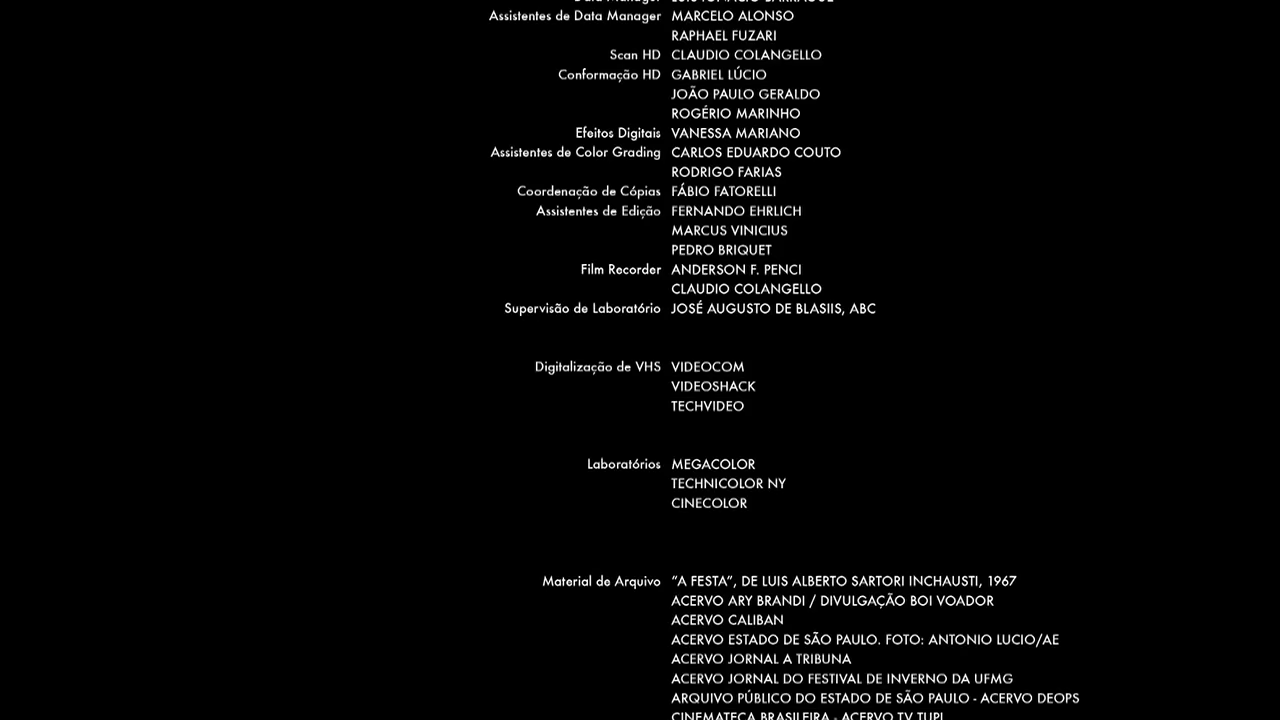 Assistentes de Data Manager MARCELO ALONSO
RAPHAEL FUZARI
Scan HD CLAUDIO COLANGELLO
Conformação HD GABRIEL LÚCIO
JOÃO PAULO GERALDO
ROGÉRIO MARINHO
Efeitos Digitais VANESSA MARIANO
Assistentes de Color Grading CARLOS EDUARDO COUTO
RODRIGO FARIAS
Coordenação de Cópias FÁBIO FATORELLI
Assistentes de Edição FERNANDO EHRLICH
MARCUS VINICIUS
PEDRO BRIQUET
Film Recorder ANDERSON F. PENCI
CLAUDIO COLANGELLO
Supervisão de Laboratório JOSÉ AUGUSTO DE BLASIIS, ABC
Digitalização de VHS VIDEOCOM
VIDEOSHACK
TECHVIDEO
Laboratórios MEGACOLOR
TECHNICOLOR NY
CINECOLOR
Material de Arquivo “A FESTA”, DE LUIS ALBERTO SARTORI INCHAUSTI, 1967
ACERVO ARY BRANDI / DIVULGAÇÃO BOI VOADOR
ACERVO CALIBAN
ACERVO ESTADO DE SÃO PAULO. FOTO: ANTONIO LUCIO/AE
ACERVO JORNAL A TRIBUNA
ACERVO JORNAL DO FESTIVAL DE INVERNO DA UFMG
ARQUIVO PÚBLICO DO ESTADO DE SÃO PAULO - ACERVO DEOPS
CINEMATECA BRASILEIRA - ACERVO TV TUPI